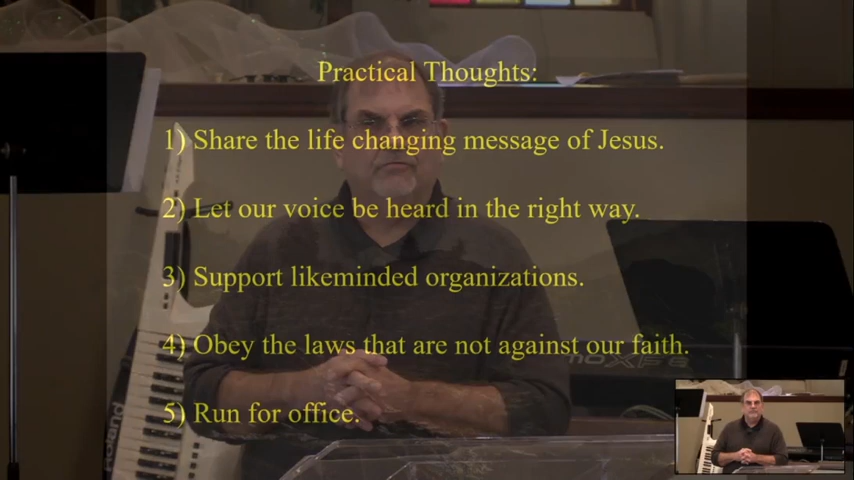 Practical Thoughts:
1) Share the life changing message of Jesus.
2) Let our voice be heard in the right way.
3) Support likeminded organizations.
4) Obey the laws that are not against our faith.
5) Run for office.
Roland
MOXF8